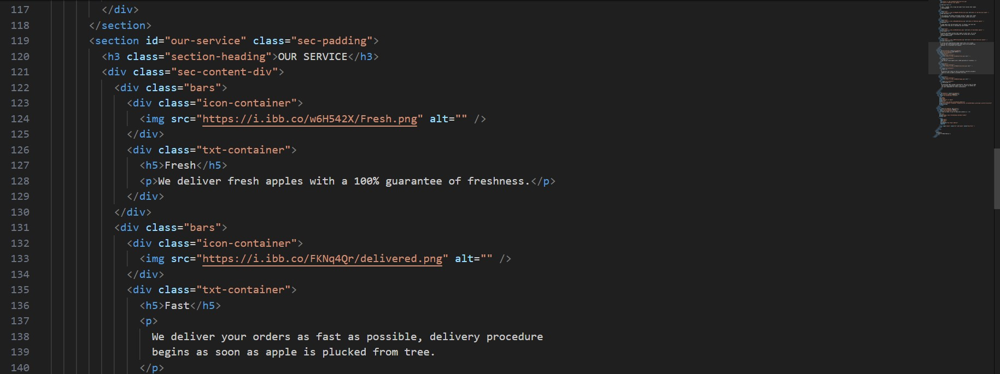 117 </div>
118 </section>
119 <section id="our-service" class="sec-padding">
120 <h3 class="section-heading">OUR SERVICE</h3>
121 <div class="sec-content-div">
122 <div class="bars">
123 <div class="icon-container">
124 <img src="https://i.ibb.co/w6H542X/Fresh.png" alt="" />
125 </div>
126 <div class="txt-container">
127 <h5>Fresh</h5>
128 <p>We deliver fresh apples with a 100% guarantee of freshness.</p>
129 </div>
130 </div>
131 <div class="bars">
132 <div class="icon-container">
133 <img src="https://i.ibb.co/FKNq4Qr/delivered.png" alt="" />
134 </div>
135 <div class="txt-container">
136 <h5>Fast</h5>
137 <p>
138 We deliver your orders as fast as possible, delivery procedure
139 begins as soon as apple is plucked from tree.
140 </p>